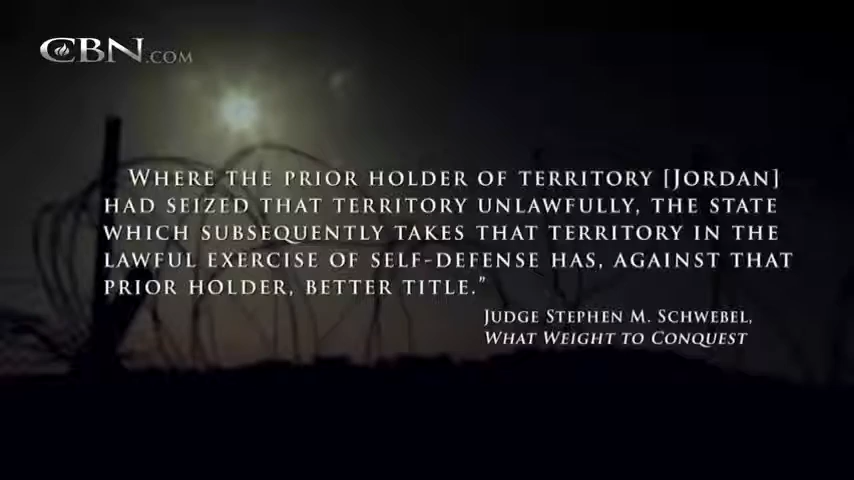 CBN.COM
WHERE THE PRIOR HOLDER OF TERRITORY [JORDAN]
HAD SEIZED THAT TERRITORY UNLAWFULLY, THE STATE
WHICH SUBSEQUENTLY TAKES THAT TERRITORY IN THE
LAWFUL EXERCISE OF SELF-DEFENSE HAS, AGAINST THAT
PRIOR HOLDER, BETTER TITLE.”
JUDGE STEPHEN M. SCHWEBEL,
WHAT WEIGHT TO CONQUEST